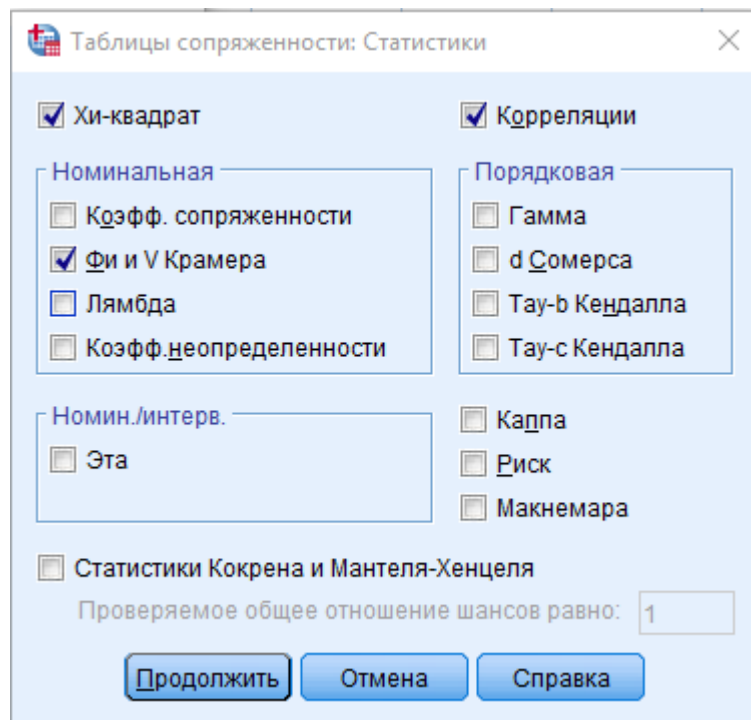 Таблицы сопряженности: Статистики
Хи-квадрат
Корреляции
Номинальная
Коэфф. сопряженности
Фи и V Крамера
Лямбда
Коэфф.неопределенности
Порядковая
Гамма
d Сомерса
Тау-b Кендалла
Тау-с Кендалла
Номин./интерв.
Эта
Каппа
Риск
Макнемара
Статистики Кокрена и Мантеля-Хенцеля
Проверяемое общее отношение шансов равно: 1
Продолжить Отмена Справка